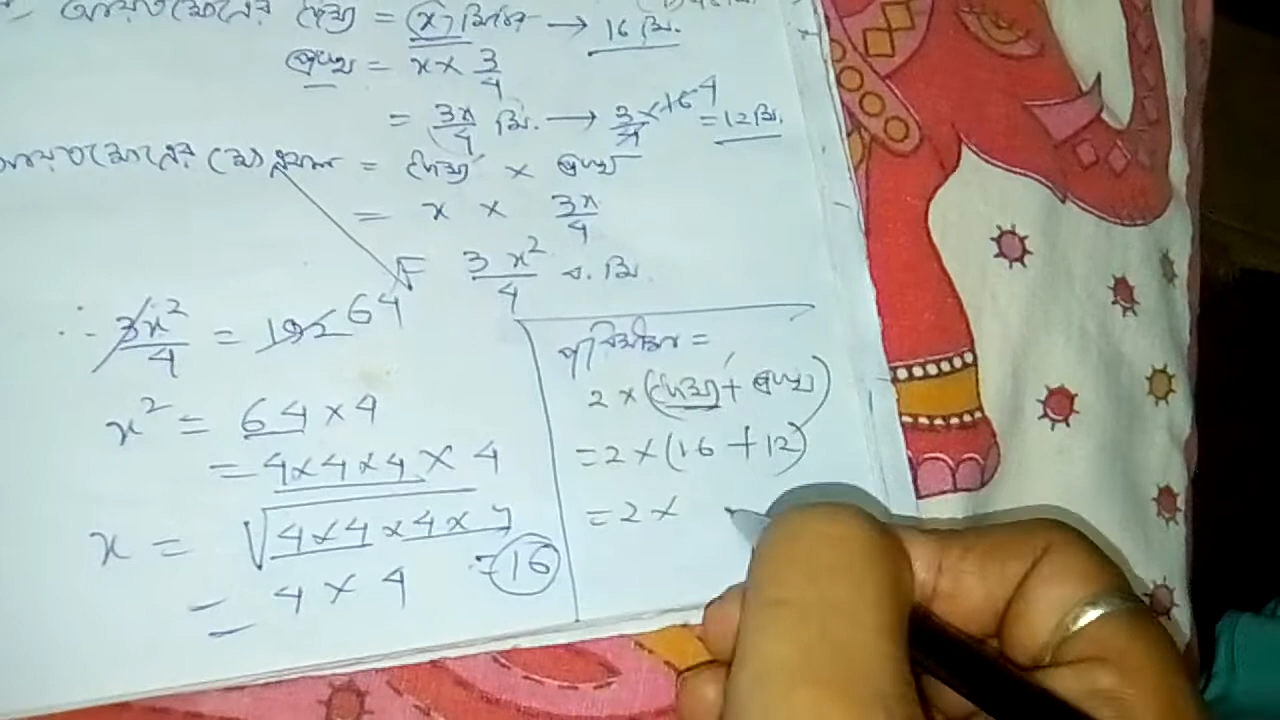 আয়তক্ষেত্রের দৈর্ঘ্য = (x) মিটার → 16 মি.
প্রস্থ = x × 3/4
= 3x/4 মি. → 3/4 × 16 4 = 12 মি.
আয়তক্ষেত্রের ক্ষেত্রফল = দৈর্ঘ্য × প্রস্থ
= x × 3x/4
= 3x²/4 ব. মি.
∴ 3x²/4 = 192 64
x² = 64 × 4
= 4 × 4 × 4 × 4
x = √4 × 4 × 4 × 4
= 4 × 4 = 16
পরিসীমা =
2 × (দৈর্ঘ্য + প্রস্থ)
= 2 × (16 + 12)
= 2 ×